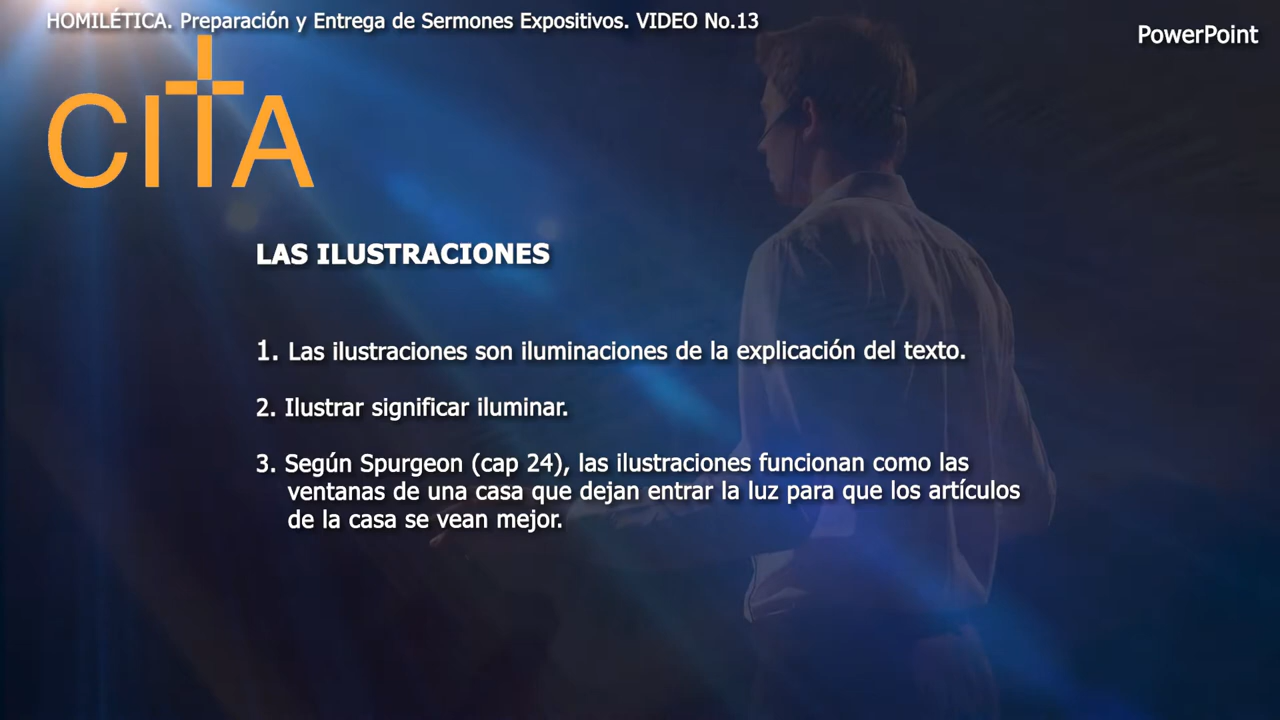 HOMILÉTICA. Preparación y Entrega de Sermones Expositivos. VIDEO No.13
PowerPoint
CITA
LAS ILUSTRACIONES
1. Las ilustraciones son iluminaciones de la explicación del texto.
2. Ilustrar significar iluminar.
3. Según Spurgeon (cap 24), las ilustraciones funcionan como las
ventanas de una casa que dejan entrar la luz para que los artículos
de la casa se vean mejor.